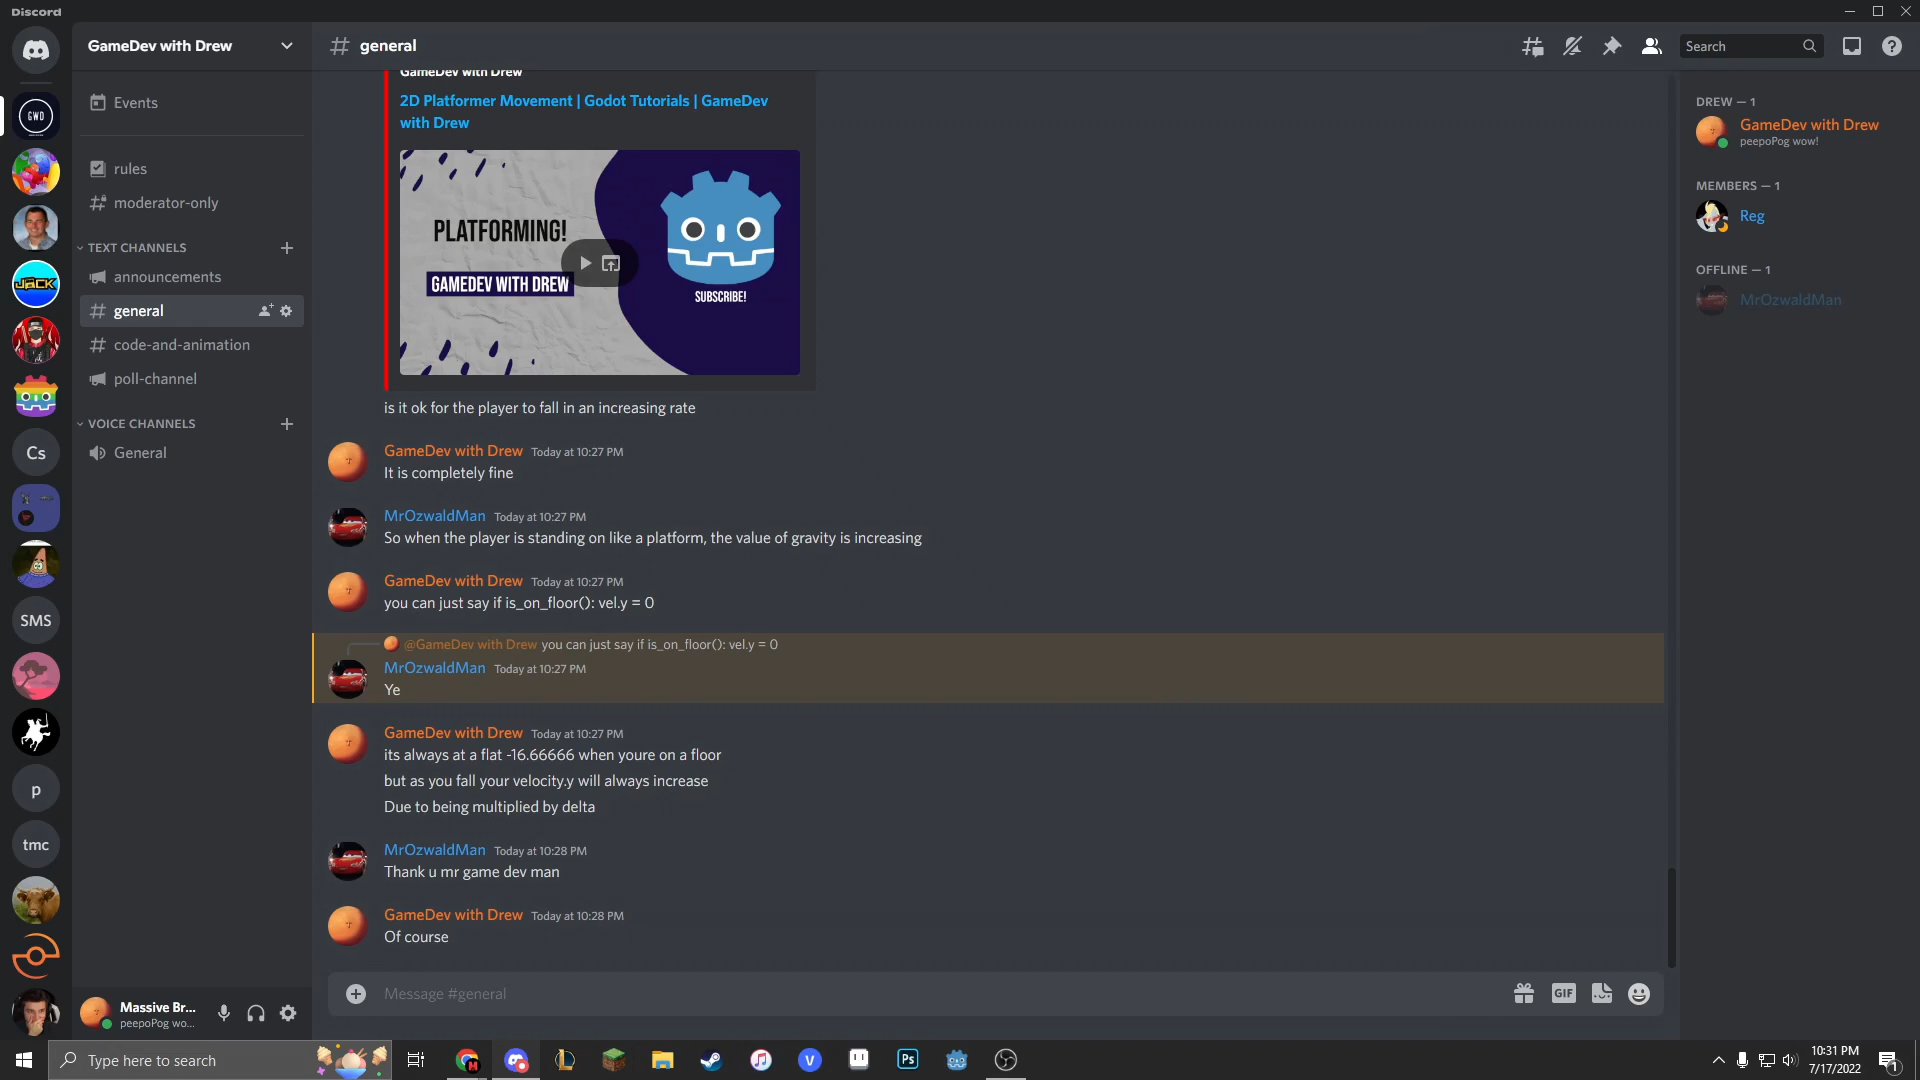 Discord
GameDev with Drew
general
Search
Events
rules
moderator-only
TEXT CHANNELS
announcements
general
code-and-animation
poll-channel
VOICE CHANNELS
General
GWD
JACK
Cs
SMS
p
tmc
GameDev with Drew
2D Platformer Movement | Godot Tutorials | GameDev
with Drew
PLATFORMING!
GAMEDEV WITH DREW
SUBSCRIBE!
is it ok for the player to fall in an increasing rate
GameDev with Drew Today at 10:27 PM
It is completely fine
MrOzwaldMan Today at 10:27 PM
So when the player is standing on like a platform, the value of gravity is increasing
GameDev with Drew Today at 10:27 PM
you can just say if is_on_floor(): vel.y = 0
@GameDev with Drew you can just say if is_on_floor(): vel.y = 0
MrOzwaldMan Today at 10:27 PM
Ye
GameDev with Drew Today at 10:27 PM
its always at a flat -16.66666 when youre on a floor
but as you fall your velocity.y will always increase
Due to being multiplied by delta
MrOzwaldMan Today at 10:28 PM
Thank u mr game dev man
GameDev with Drew Today at 10:28 PM
Of course
Message #general
GIF
DREW — 1
GameDev with Drew
peepoPog wow!
MEMBERS — 1
Reg
OFFLINE — 1
MrOzwaldMan
Massive Br...
peepoPog wo...
Type here to search
M
V
Ps
10:31 PM
7/17/2022
1